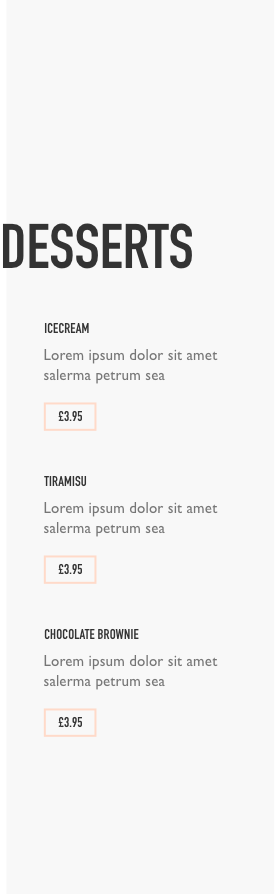 DESSERTS
ICECREAM
Lorem ipsum dolor sit amet
salerma petrum sea
£3.95
TIRAMISU
Lorem ipsum dolor sit amet
salerma petrum sea
£3.95
CHOCOLATE BROWNIE
Lorem ipsum dolor sit amet
salerma petrum sea
£3.95